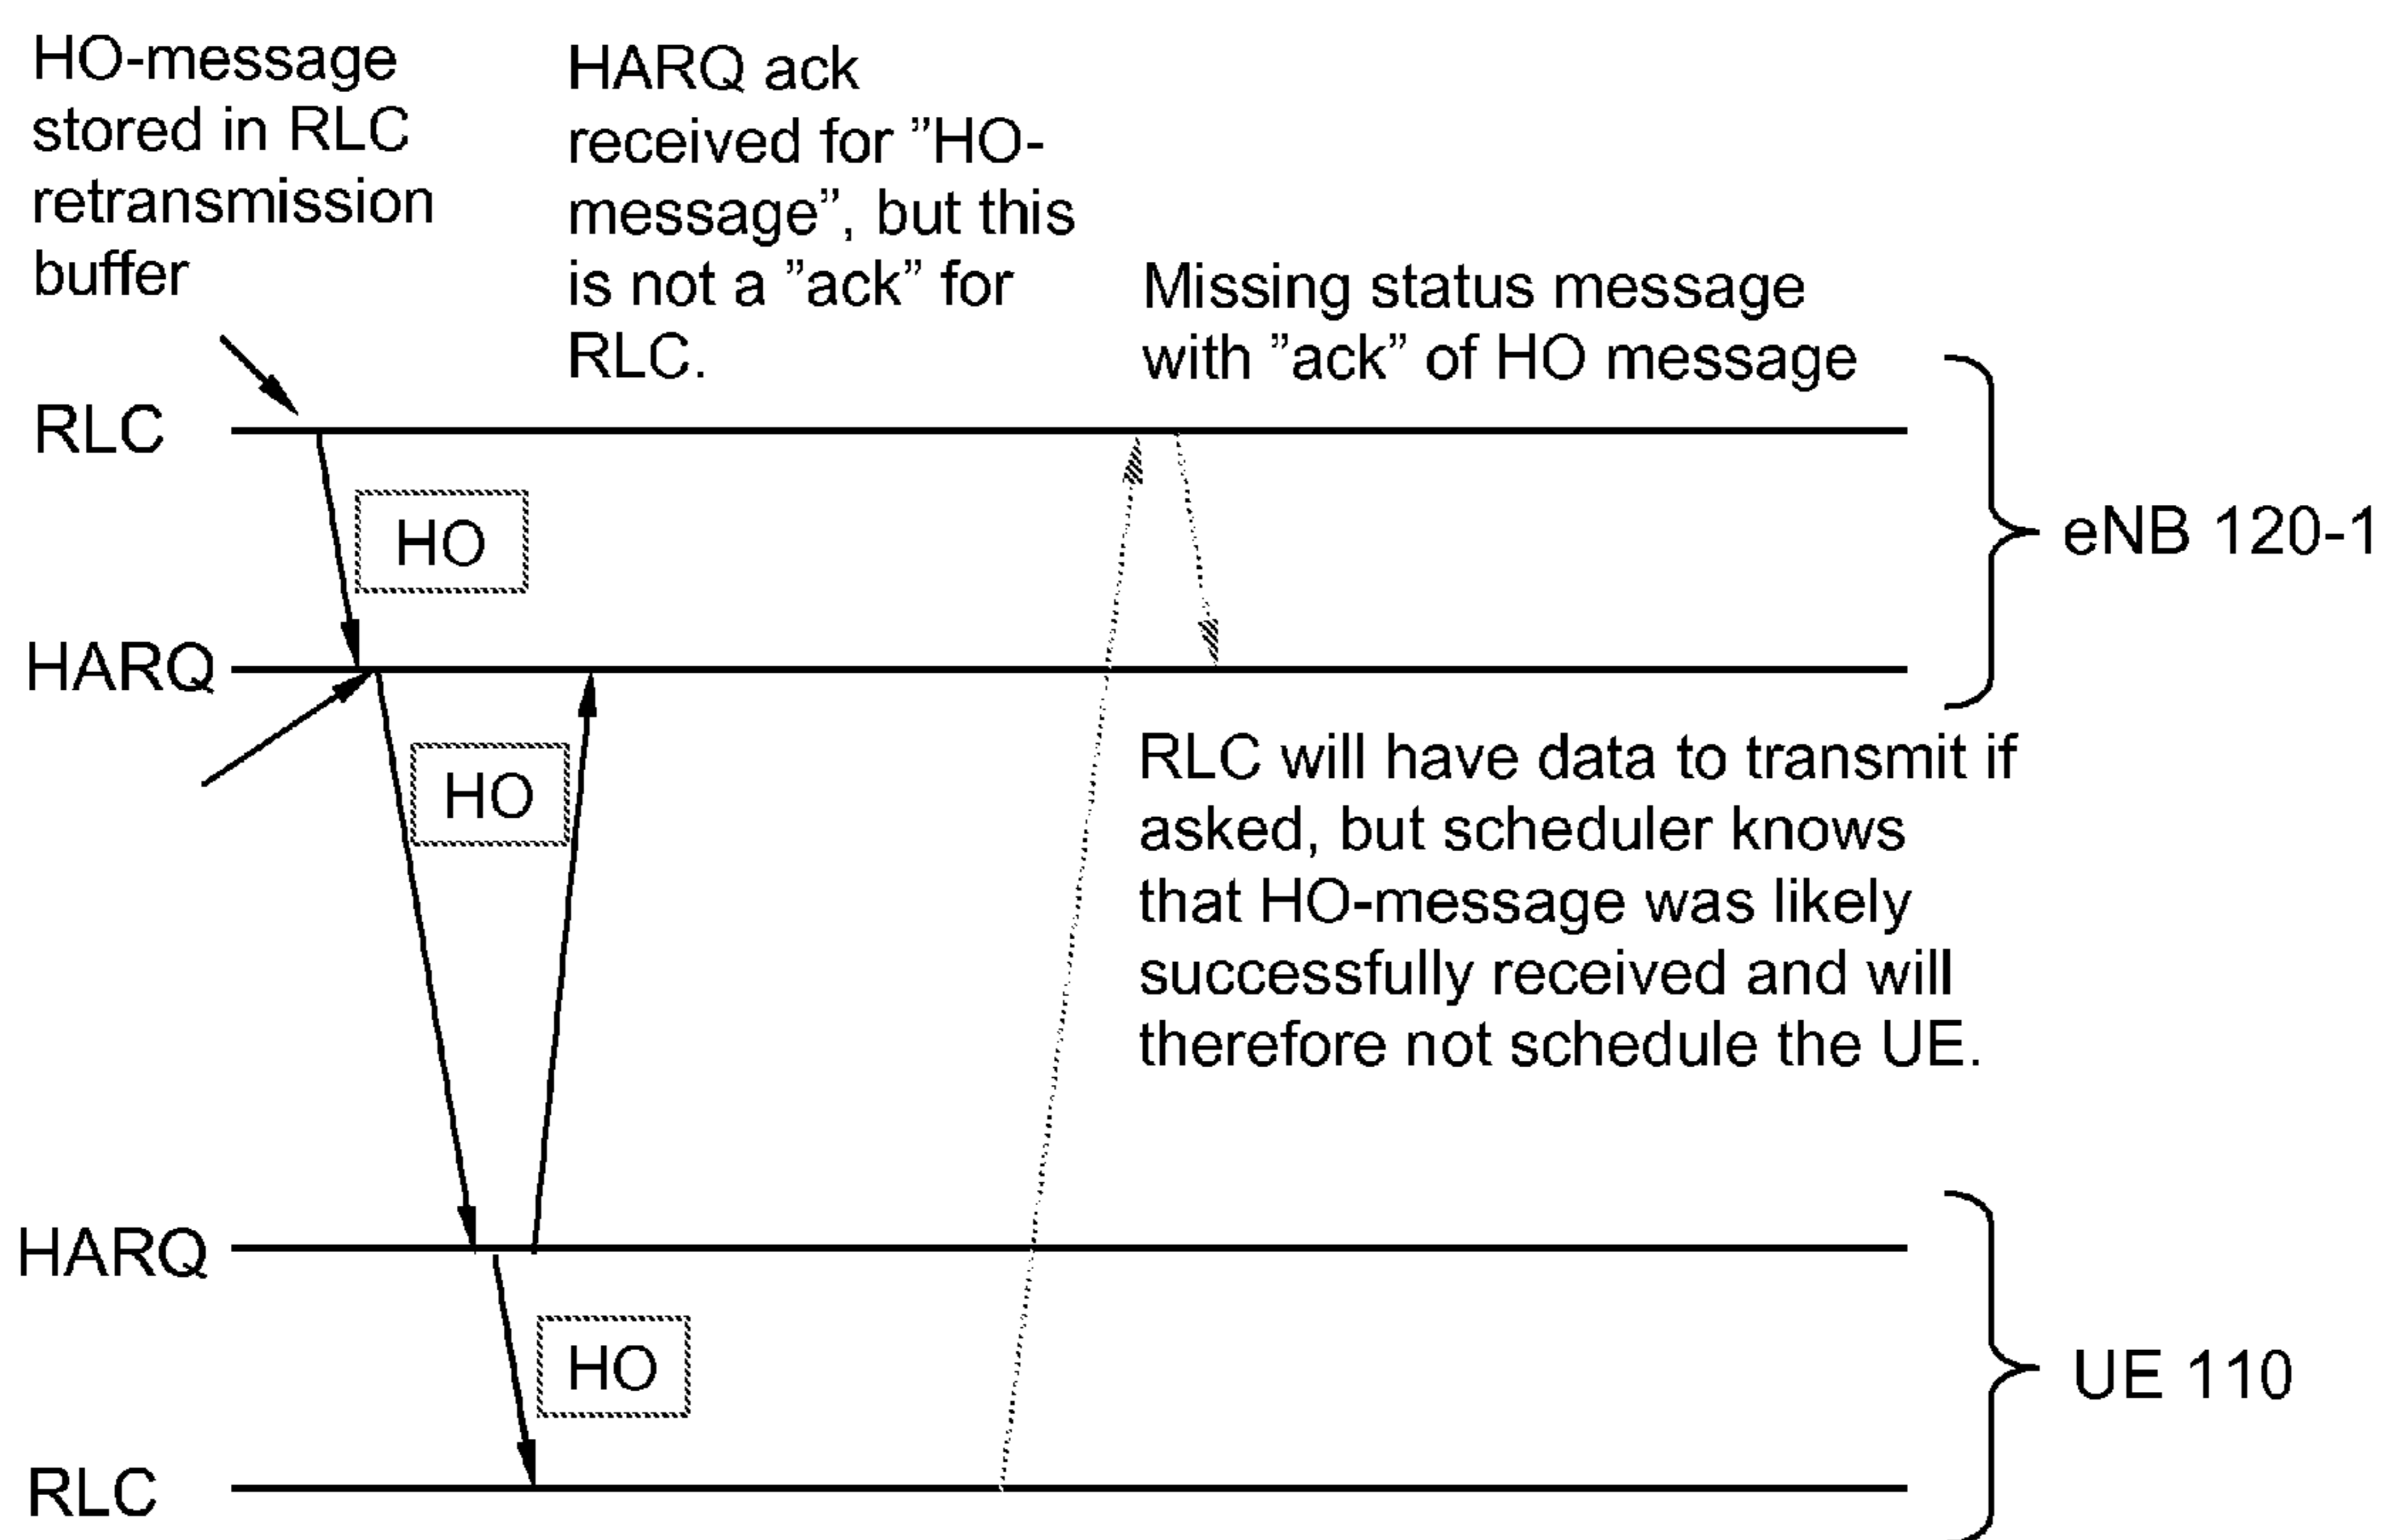 HO-message
stored in RLC
retransmission
buffer
HARQ ack
received for ”HO-
message”, but this
is not a ”ack” for
RLC.
Missing status message
with ”ack” of HO message
RLC
HO
eNB 120-1
HARQ
HO
RLC will have data to transmit if
asked, but scheduler knows
that HO-message was likely
successfully received and will
therefore not schedule the UE.
HARQ
HO
UE 110
RLC